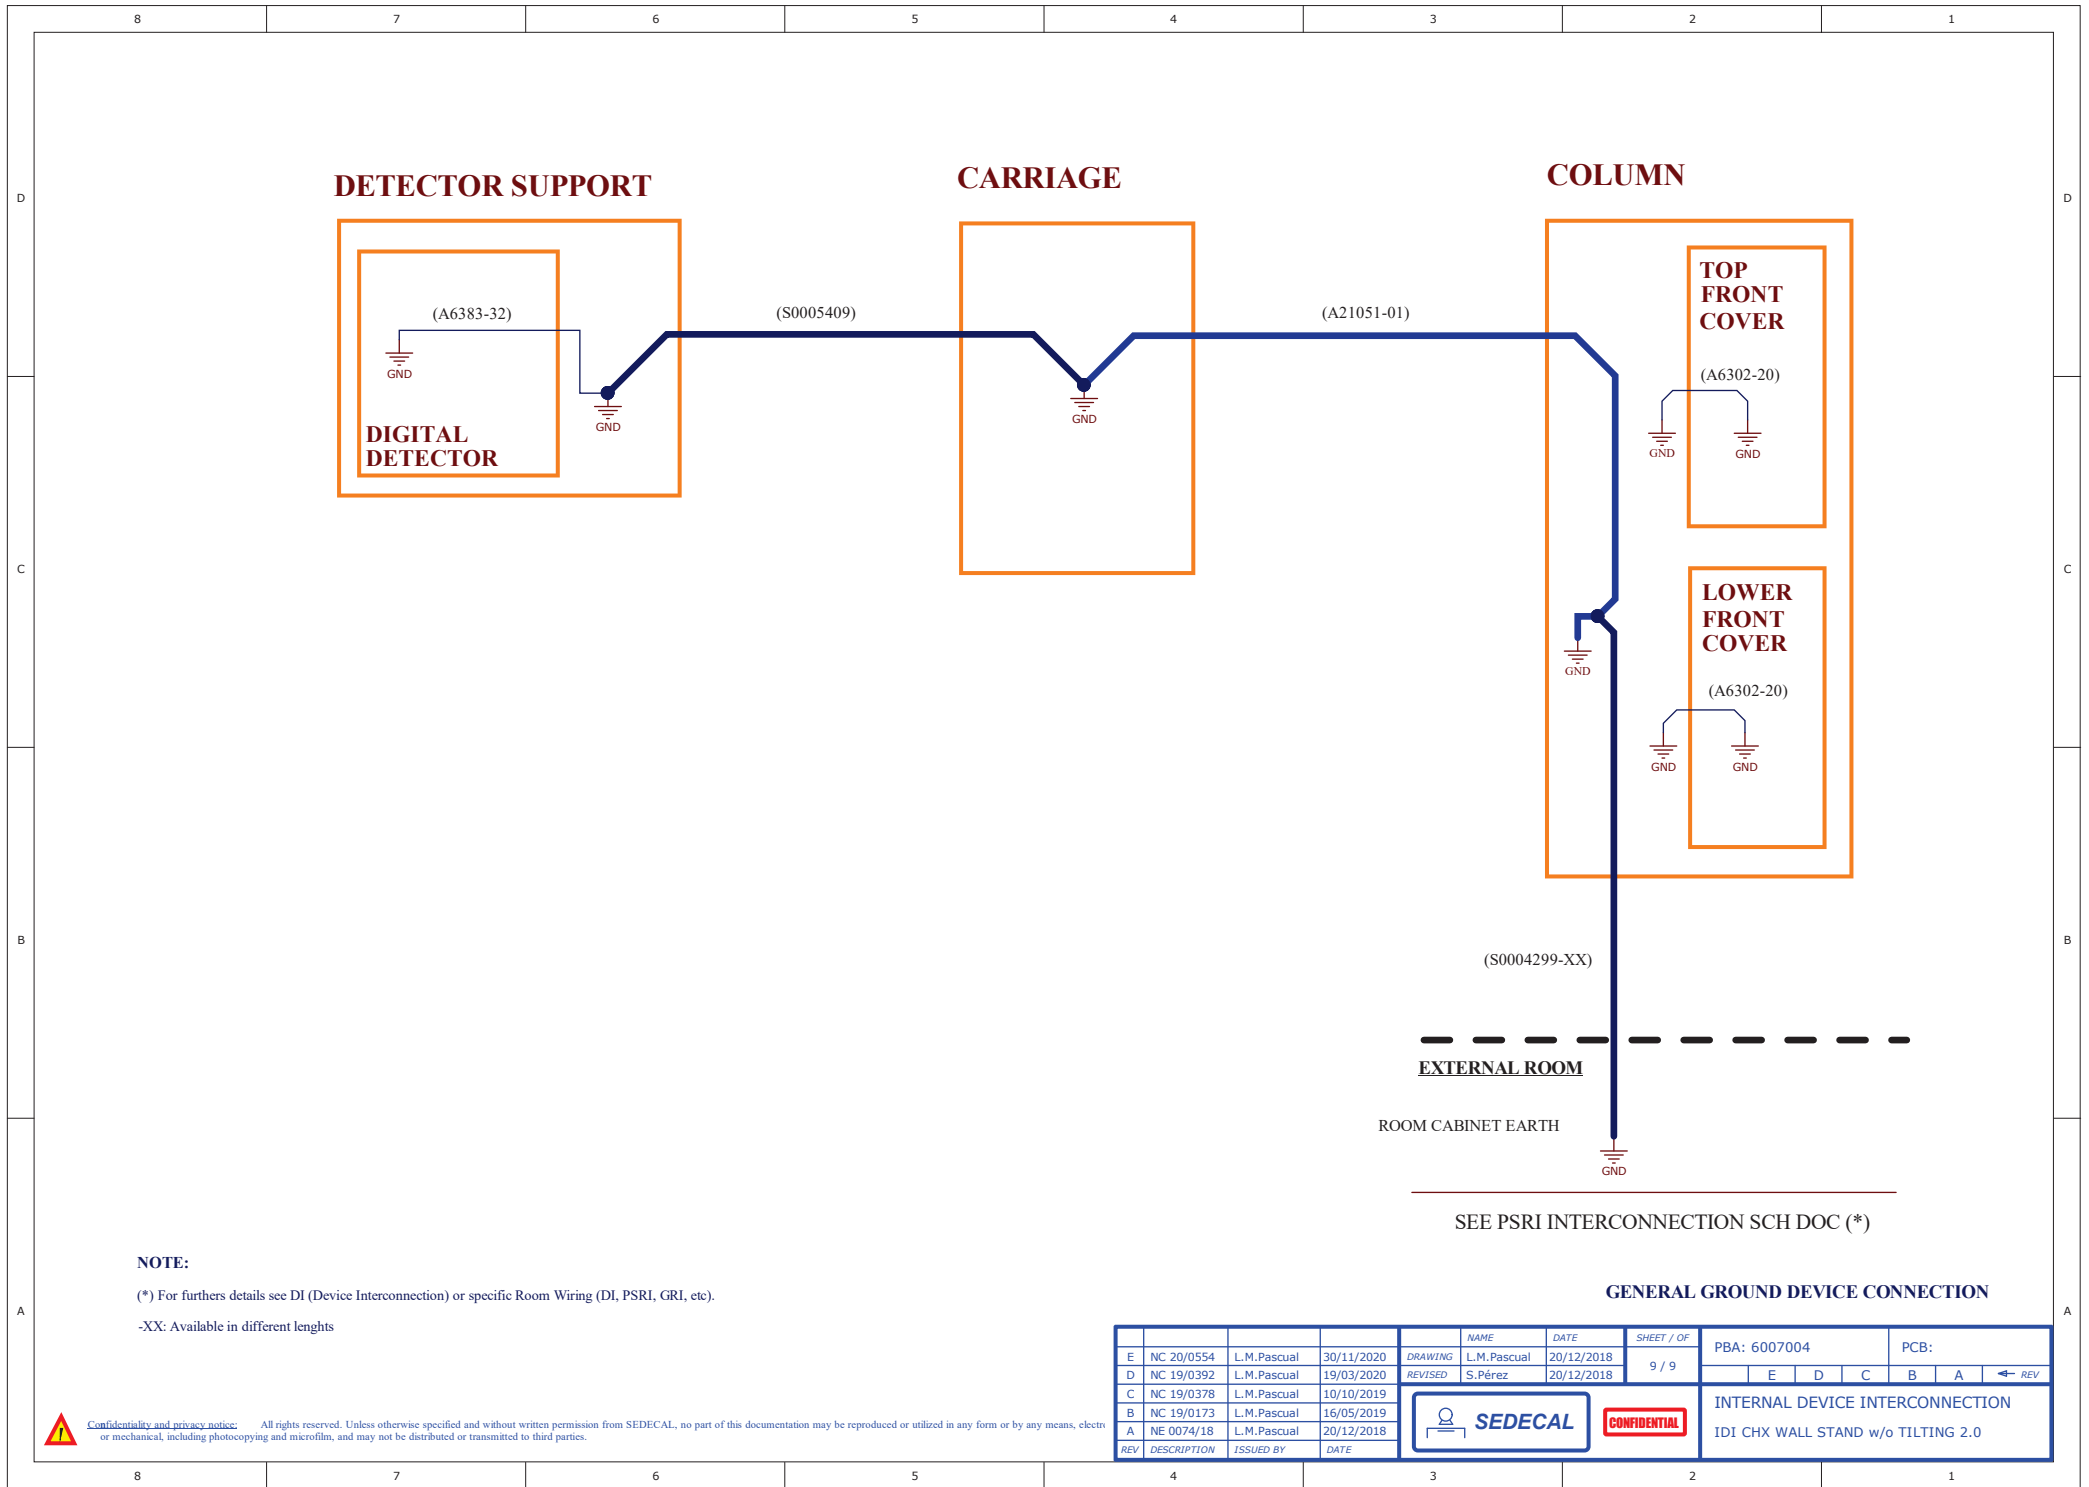 8 7 6 5 4 3 2 1
D D
C C
B B
A A
DETECTOR SUPPORT
CARRIAGE
COLUMN
(A6383-32)
GND
GND
DIGITAL
DETECTOR
(S0005409)
GND
(A21051-01)
TOP
FRONT
COVER
(A6302-20)
GND
GND
GND
LOWER
FRONT
COVER
(A6302-20)
GND
GND
(S0004299-XX)
EXTERNAL ROOM
ROOM CABINET EARTH
GND
SEE PSRI INTERCONNECTION SCH DOC (*)
NOTE:
(*) For furthers details see DI (Device Interconnection) or specific Room Wiring (DI, PSRI, GRI, etc).
-XX: Available in different lenghts
GENERAL GROUND DEVICE CONNECTION
Confidentiality and privacy notice: All rights reserved. Unless otherwise specified and without written permission from SEDECAL, no part of this documentation may be reproduced or utilized in any form or by any means, electro
or mechanical, including photocopying and microfilm, and may not be distributed or transmitted to third parties.
E NC 20/0554 L.M.Pascual 30/11/2020
D NC 19/0392 L.M.Pascual 19/03/2020
C NC 19/0378 L.M.Pascual 10/10/2019
B NC 19/0173 L.M.Pascual 16/05/2019
A NE 0074/18 L.M.Pascual 20/12/2018
REV DESCRIPTION ISSUED BY DATE
NAME DATE
DRAWING L.M.Pascual 20/12/2018
REVISED S.Pérez 20/12/2018
SHEET / OF
9 / 9
PBA: 6007004 PCB:
E D C B A REV
SEDECAL
CONFIDENTIAL
INTERNAL DEVICE INTERCONNECTION
IDI CHX WALL STAND w/o TILTING 2.0
8 7 6 5 4 3 2 1